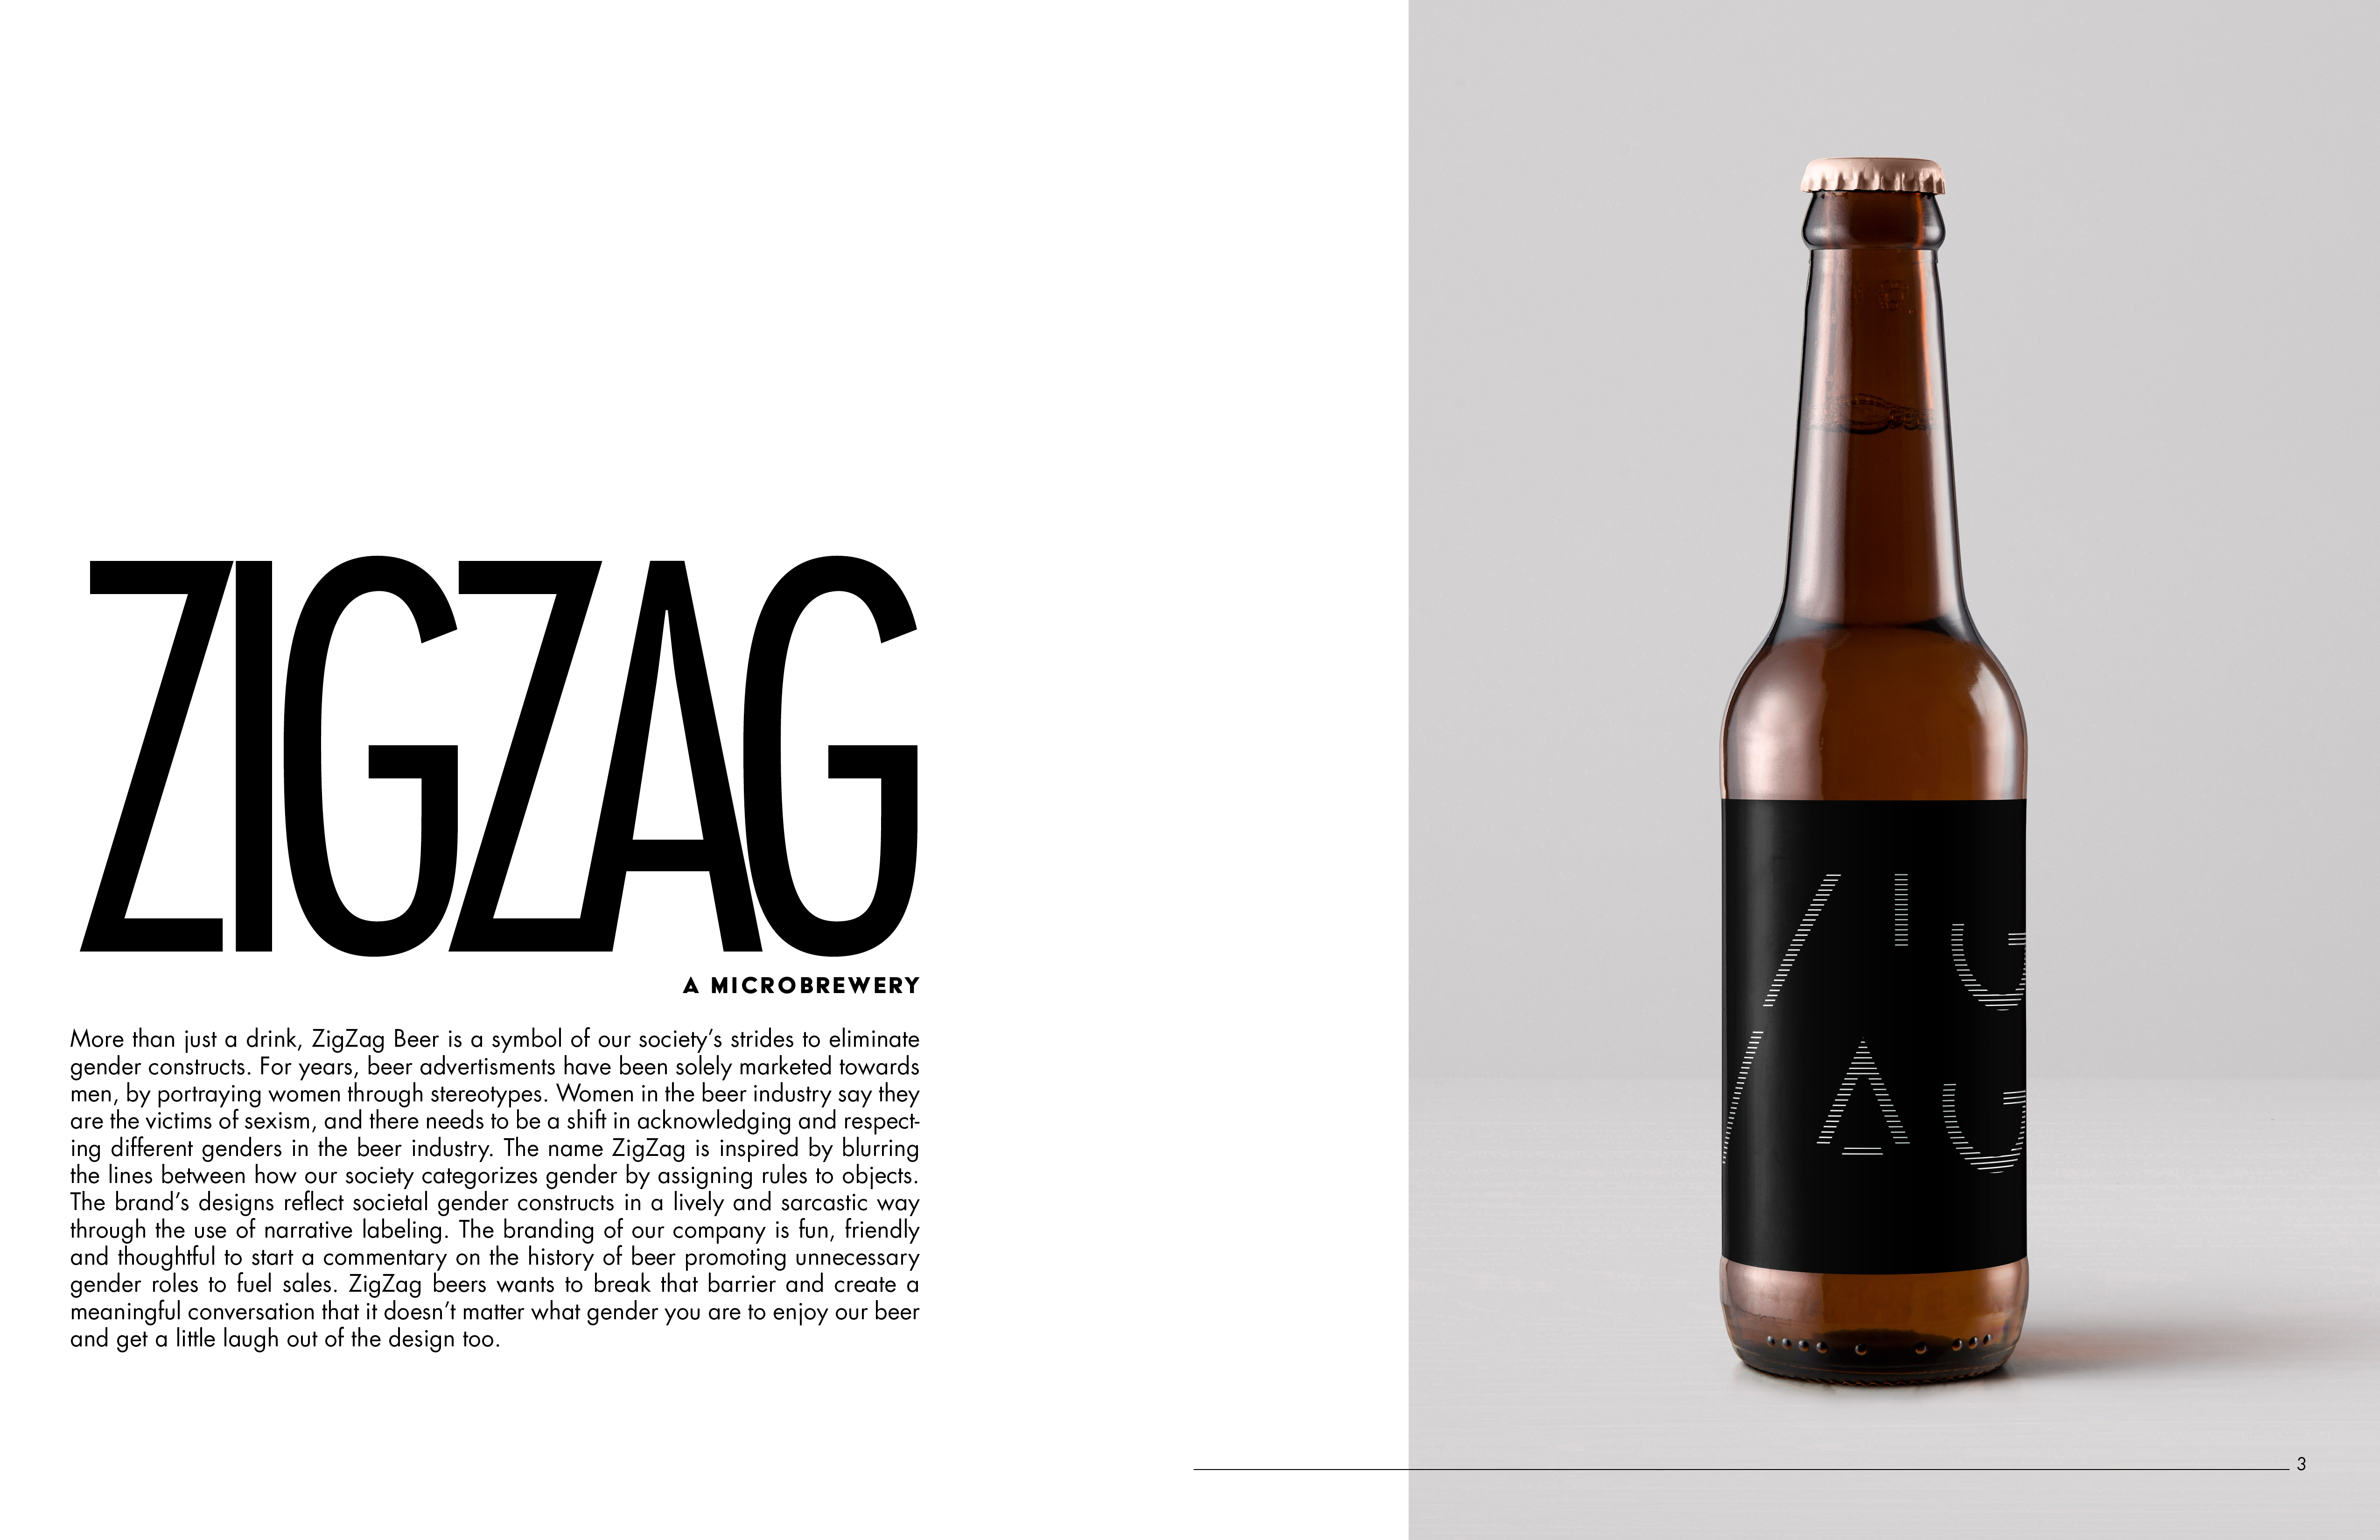 ZIGZAG
A MICROBREWERY
More than just a drink, ZigZag Beer is a symbol of our society’s strides to eliminate
gender constructs. For years, beer advertisments have been solely marketed towards
men, by portraying women through stereotypes. Women in the beer industry say they
are the victims of sexism, and there needs to be a shift in acknowledging and respect-
ing different genders in the beer industry. The name ZigZag is inspired by blurring
the lines between how our society categorizes gender by assigning rules to objects.
The brand’s designs reflect societal gender constructs in a lively and sarcastic way
through the use of narrative labeling. The branding of our company is fun, friendly
and thoughtful to start a commentary on the history of beer promoting unnecessary
gender roles to fuel sales. ZigZag beers wants to break that barrier and create a
meaningful conversation that it doesn’t matter what gender you are to enjoy our beer
and get a little laugh out of the design too.
ZIG
ZAG
3